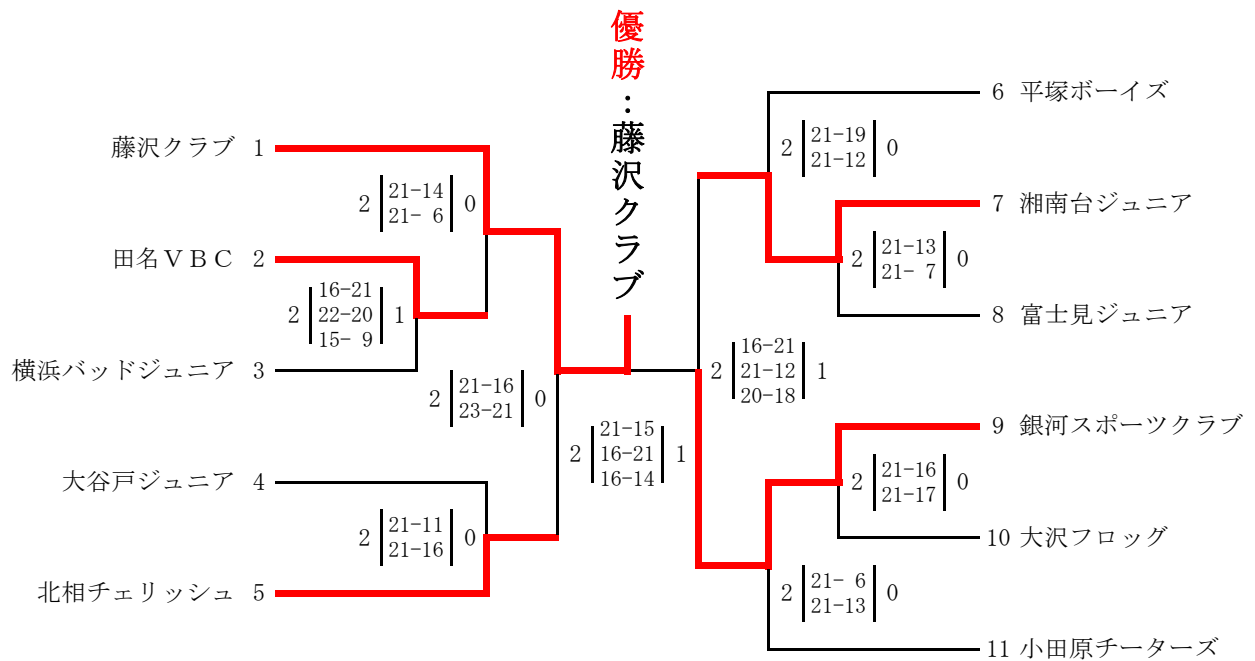 優勝：藤沢クラブ
藤沢クラブ 1
2 21-14 0
21- 6
田名ＶＢＣ 2
2 16-21 1
22-20
15- 9
横浜バッドジュニア 3
2 21-16 0
23-21
大谷戸ジュニア 4
2 21-11 0
21-16
北相チェリッシュ 5
2 21-15 1
16-21
16-14
6 平塚ボーイズ
2 21-19 0
21-12
7 湘南台ジュニア
2 21-13 0
21- 7
8 富士見ジュニア
2 16-21 1
21-12
20-18
9 銀河スポーツクラブ
2 21-16 0
21-17
10 大沢フロッグ
2 21- 6 0
21-13
11 小田原チーターズ